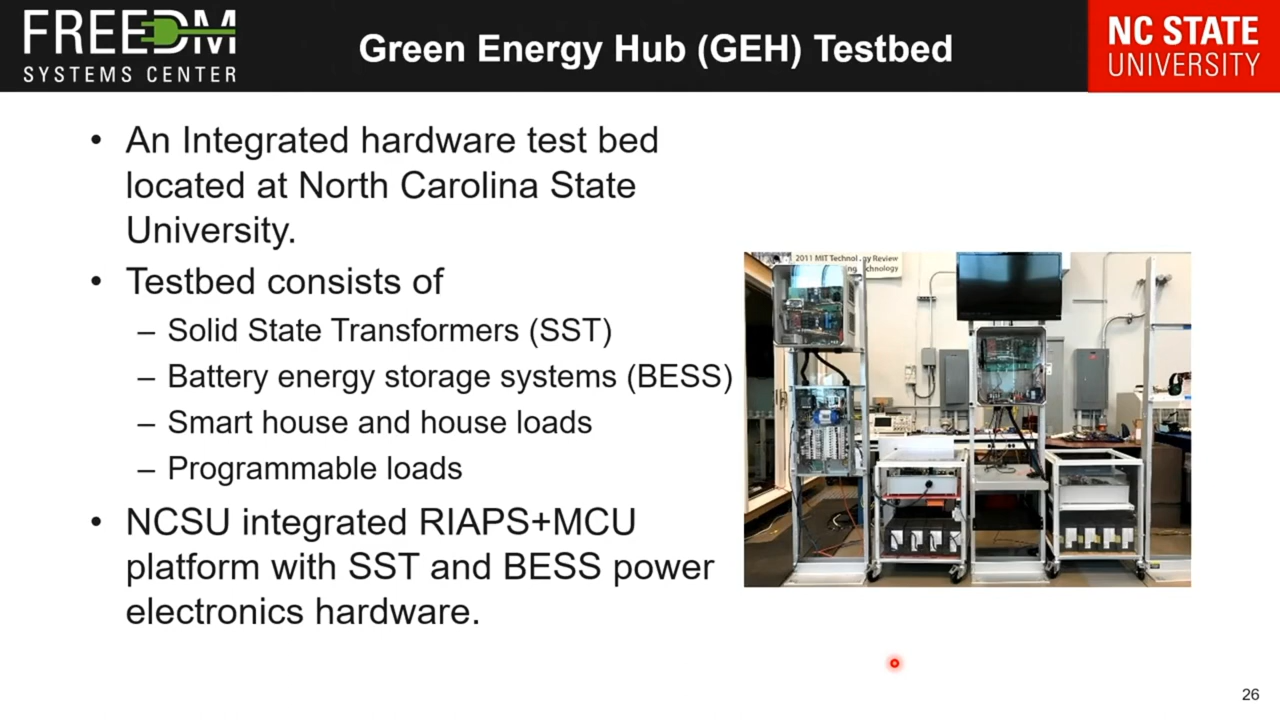 FREEDM
SYSTEMS CENTER
Green Energy Hub (GEH) Testbed
NC STATE
UNIVERSITY
• An Integrated hardware test bed
located at North Carolina State
University.
• Testbed consists of
– Solid State Transformers (SST)
– Battery energy storage systems (BESS)
– Smart house and house loads
– Programmable loads
• NCSU integrated RIAPS+MCU
platform with SST and BESS power
electronics hardware.
2011 MIT Technology Review
26